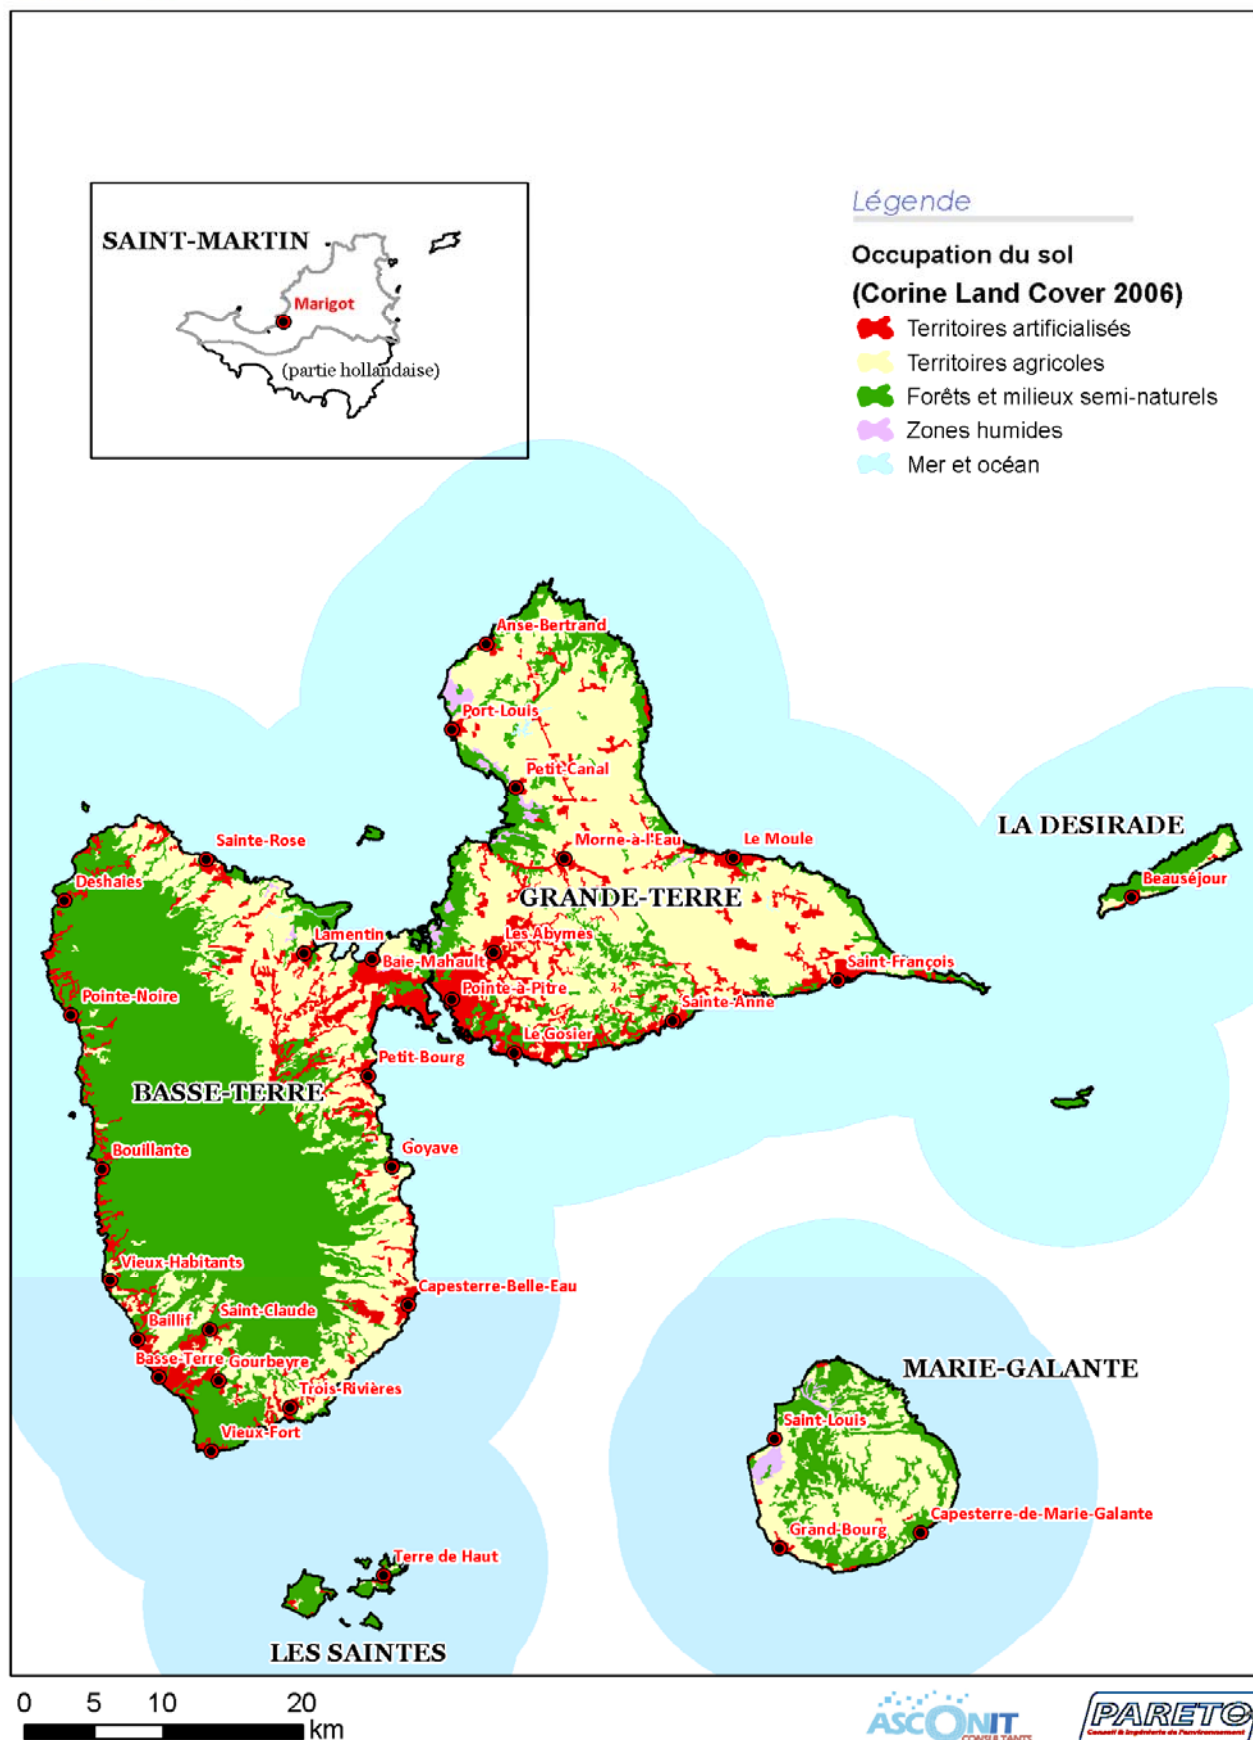 SAINT-MARTIN
Marigot
(partie hollandaise)
Légende
Occupation du sol
(Corine Land Cover 2006)
Territoires artificialisés
Territoires agricoles
Forêts et milieux semi-naturels
Zones humides
Mer et océan
Anse-Bertrand
Port-Louis
Petit-Canal
Morne-à-l'Eau
Le Moule
GRANDE-TERRE
Les Abymes
Saint-François
Pointe-à-Pitre
Sainte-Anne
Le Gosier
LA DESIRADE
Beauséjour
Sainte-Rose
Deshaies
Lamentin
Baie-Mahault
Pointe-Noire
Petit-Bourg
BASSE-TERRE
Bouillante
Goyave
Vieux-Habitants
Capesterre-Belle-Eau
Saint-Claude
Baillif
Basse-Terre
Gourbeyre
Trois-Rivières
Vieux-Fort
MARIE-GALANTE
Saint-Louis
Capesterre-de-Marie-Galante
Grand-Bourg
Terre de Haut
LES SAINTES
0 5 10 20
km
ASCONIT
CONSULTANTS
PARETO
Conseil & Ingénierie de l'environnement